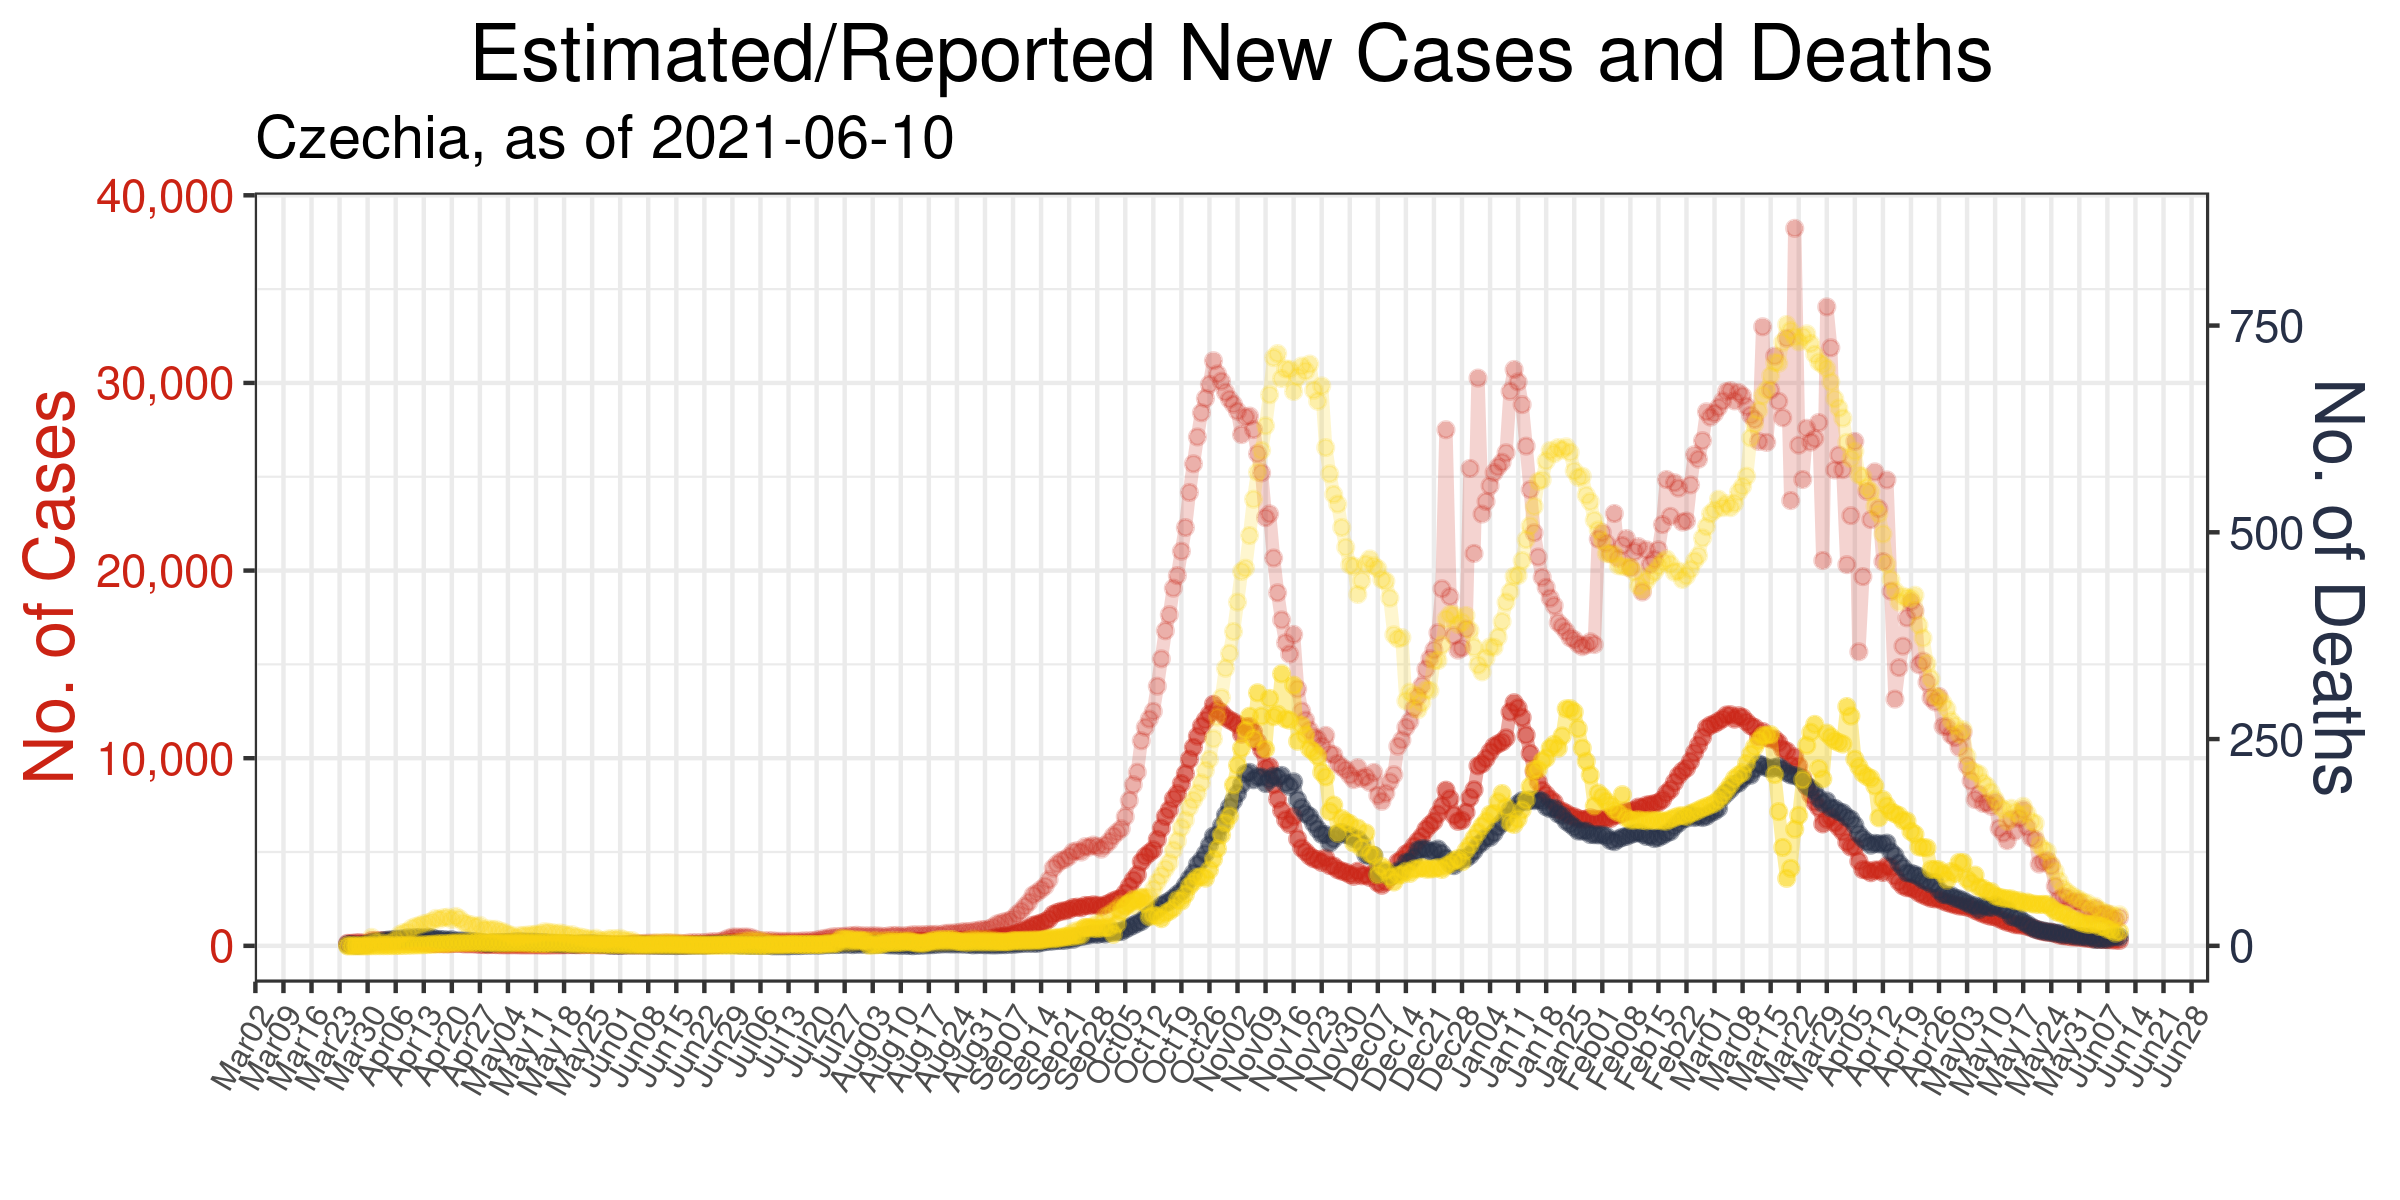 Estimated/Reported New Cases and Deaths
Czechia, as of 2021-06-10
No. of Cases
40,000
30,000
20,000
10,000
0
No. of Deaths
750
500
250
0
Mar02
Mar09
Mar16
Mar23
Mar30
Apr06
Apr13
Apr20
Apr27
May04
May11
May18
May25
Jun01
Jun08
Jun15
Jun22
Jun29
Jul06
Jul13
Jul20
Jul27
Aug03
Aug10
Aug17
Aug24
Aug31
Sep07
Sep14
Sep21
Sep28
Oct05
Oct12
Oct19
Oct26
Nov02
Nov09
Nov16
Nov23
Nov30
Dec07
Dec14
Dec21
Dec28
Jan04
Jan11
Jan18
Jan25
Feb01
Feb08
Feb15
Feb22
Mar01
Mar08
Mar15
Mar22
Mar29
Apr05
Apr12
Apr19
Apr26
May03
May10
May17
May24
May31
Jun07
Jun14
Jun21
Jun28